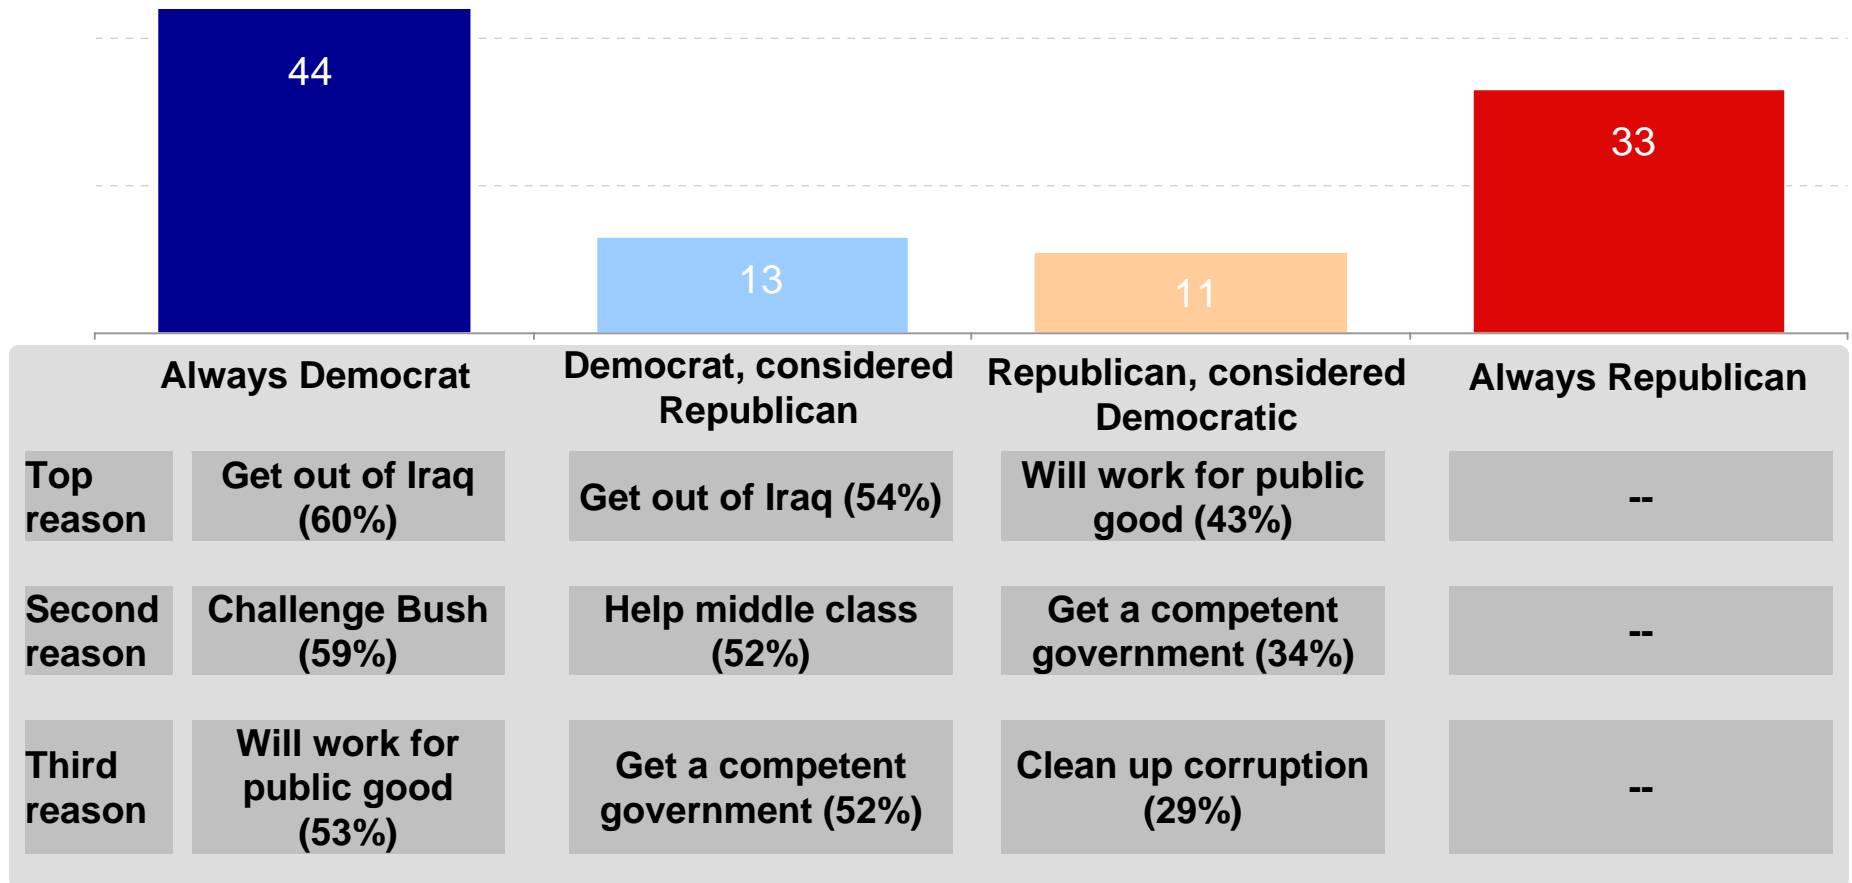 44
13
11
33
Always Democrat
Democrat, considered
Republican
Republican, considered
Democratic
Always Republican
Top
reason
Get out of Iraq
(60%)
Get out of Iraq (54%)
Will work for public
good (43%)
--
Second
reason
Challenge Bush
(59%)
Help middle class
(52%)
Get a competent
government (34%)
--
Third
reason
Will work for
public good
(53%)
Get a competent
government (52%)
Clean up corruption
(29%)
--